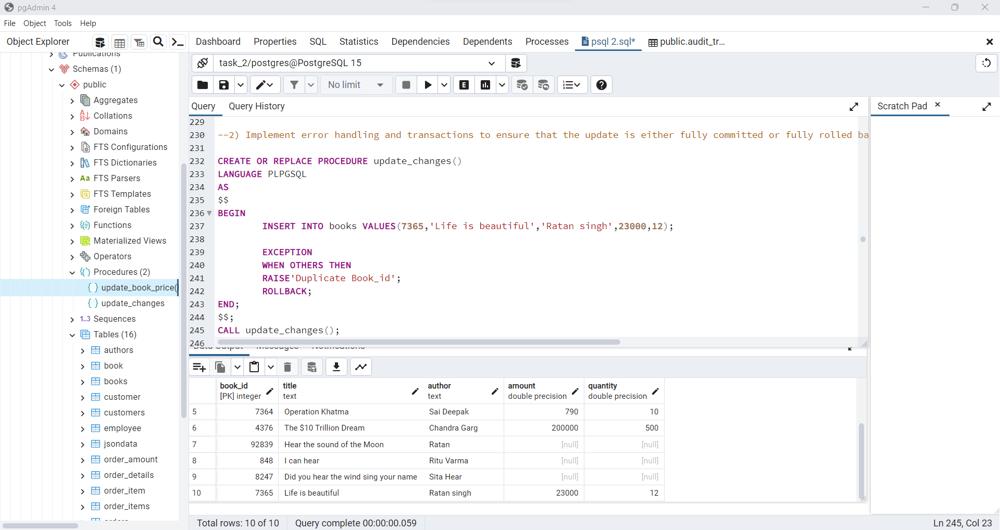 pgAdmin 4
File Object Tools Help
Object Explorer
Dashboard Properties SQL Statistics Dependencies Dependents Processes psql 2.sql* public.audit_tr...
Publications
Schemas (1)
public
Aggregates
Collations
Domains
FTS Configurations
FTS Dictionaries
Aa FTS Parsers
FTS Templates
Foreign Tables
Functions
Materialized Views
Operators
Procedures (2)
update_book_price(
update_changes
1..3 Sequences
Tables (16)
authors
book
books
customer
customers
employee
jsondata
order_amount
order_details
order_item
order_items
task_2/postgres@PostgreSQL 15
No limit
E
Query Query History
Scratch Pad
229
230 --2) Implement error handling and transactions to ensure that the update is either fully committed or fully rolled ba
231
232 CREATE OR REPLACE PROCEDURE update_changes()
233 LANGUAGE PLPGSQL
234 AS
235 $$
236 BEGIN
237 INSERT INTO books VALUES(7365,'Life is beautiful','Ratan singh',23000,12);
238
239 EXCEPTION
240 WHEN OTHERS THEN
241 RAISE'Duplicate Book_id';
242 ROLLBACK;
243 END;
244 $$;
245 CALL update_changes();
246
Data Output Messages Notifications
book_id title author amount quantity
[PK] integer text text double precision double precision
5 7364 Operation Khatma Sai Deepak 790 10
6 4376 The $10 Trillion Dream Chandra Garg 200000 500
7 92839 Hear the sound of the Moon Ratan [null] [null]
8 848 I can hear Ritu Varma [null] [null]
9 8247 Did you hear the wind sing your name Sita Hear [null] [null]
10 7365 Life is beautiful Ratan singh 23000 12
Total rows: 10 of 10 Query complete 00:00:00.059
Ln 245, Col 23